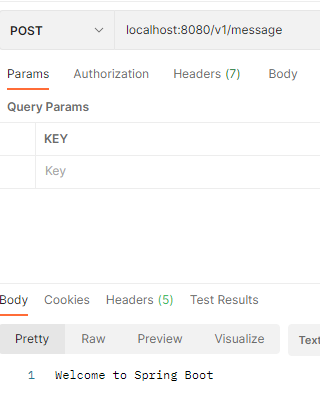 POST localhost:8080/v1/message
Params Authorization Headers (7) Body
Query Params
KEY
Key
Body Cookies Headers (5) Test Results
Pretty Raw Preview Visualize Text
1 Welcome to Spring Boot